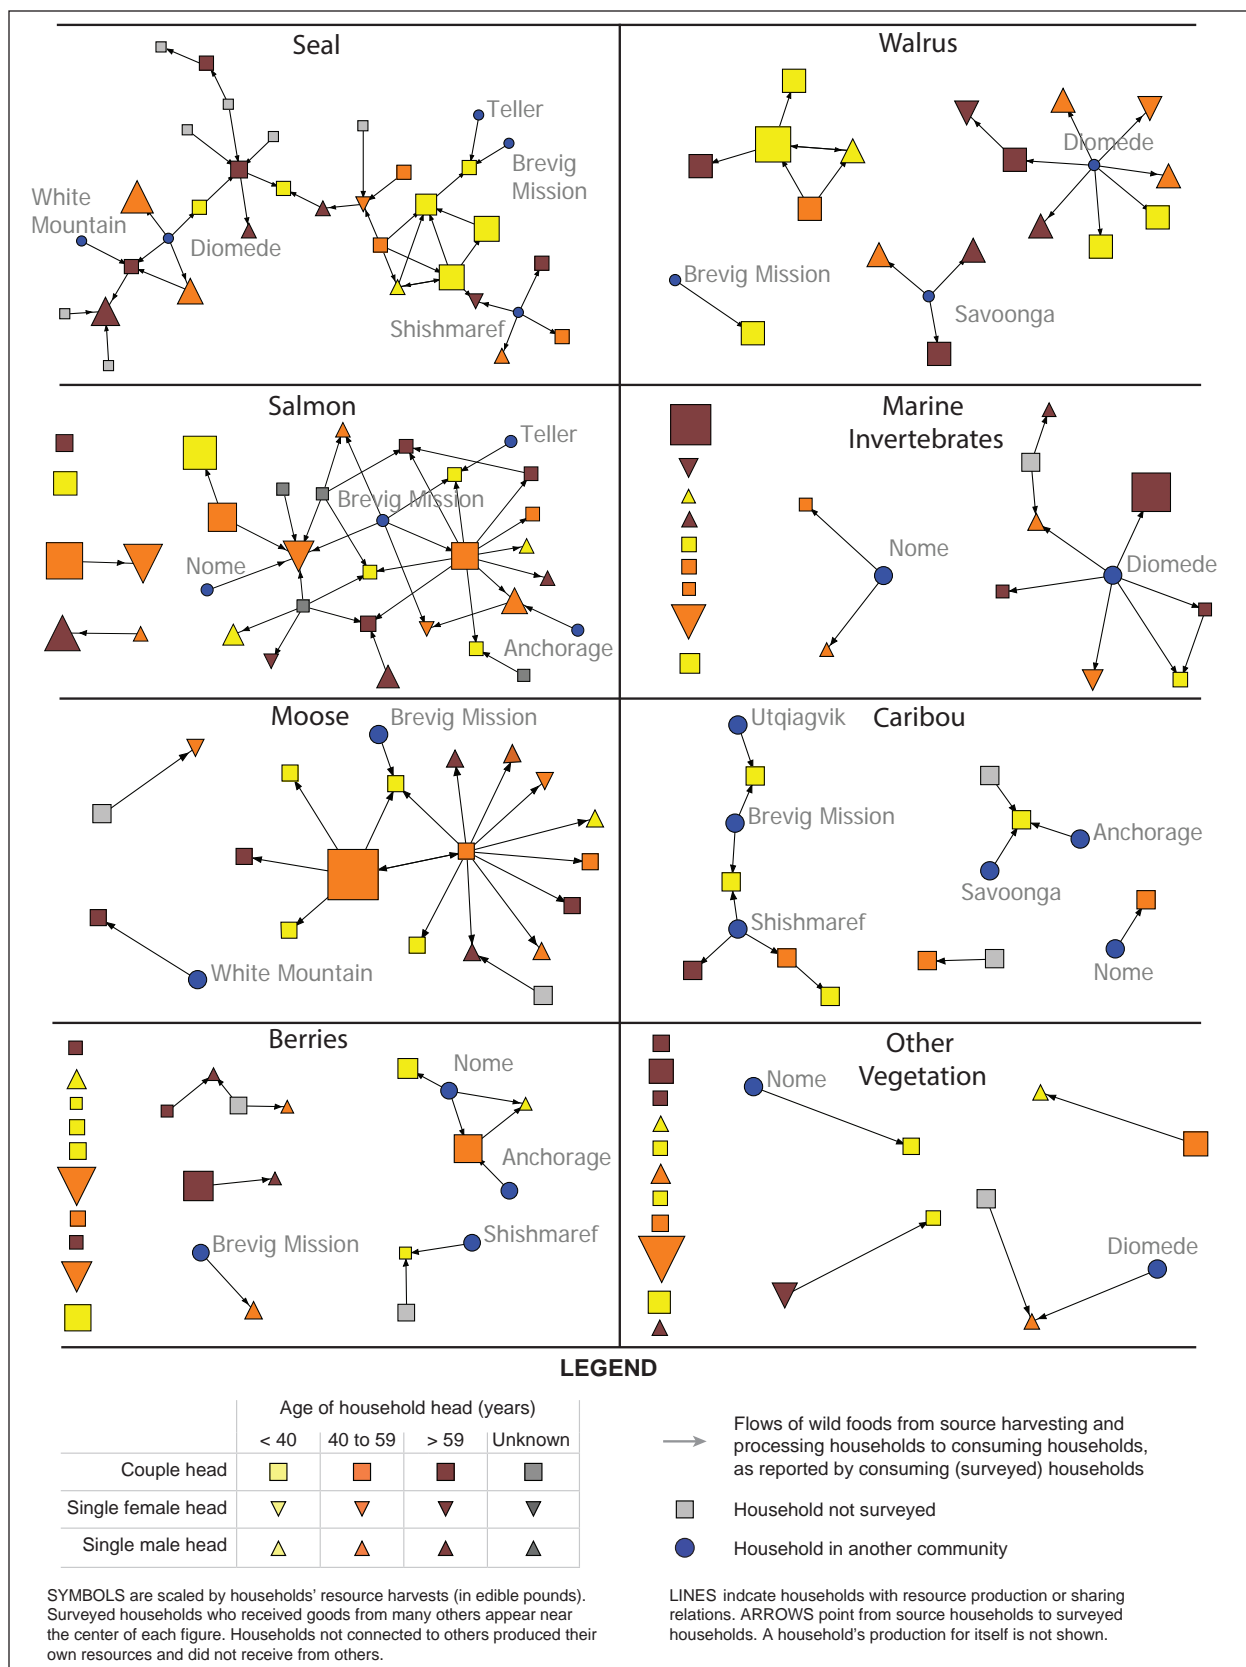 Seal
Teller
Brevig
Mission
White
Mountain
Diomede
Shishmaref
Walrus
Diomede
Brevig Mission
Savoonga
Salmon
Teller
Brevig Mission
Nome
Anchorage
Marine
Invertebrates
Nome
Diomede
Moose
Brevig Mission
White Mountain
Utqiagvik
Caribou
Brevig Mission
Anchorage
Savoonga
Shishmaref
Nome
Berries
Nome
Anchorage
Brevig Mission
Shishmaref
Other
Vegetation
Nome
Diomede
LEGEND
Age of household head (years)
< 40 40 to 59 > 59 Unknown
Couple head
Single female head
Single male head
Flows of wild foods from source harvesting and
processing households to consuming households,
as reported by consuming (surveyed) households
Household not surveyed
Household in another community
SYMBOLS are scaled by households' resource harvests (in edible pounds).
Surveyed households who received goods from many others appear near
the center of each figure. Households not connected to others produced their
own resources and did not receive from others.
LINES indcate households with resource production or sharing
relations. ARROWS point from source households to surveyed
households. A household's production for itself is not shown.